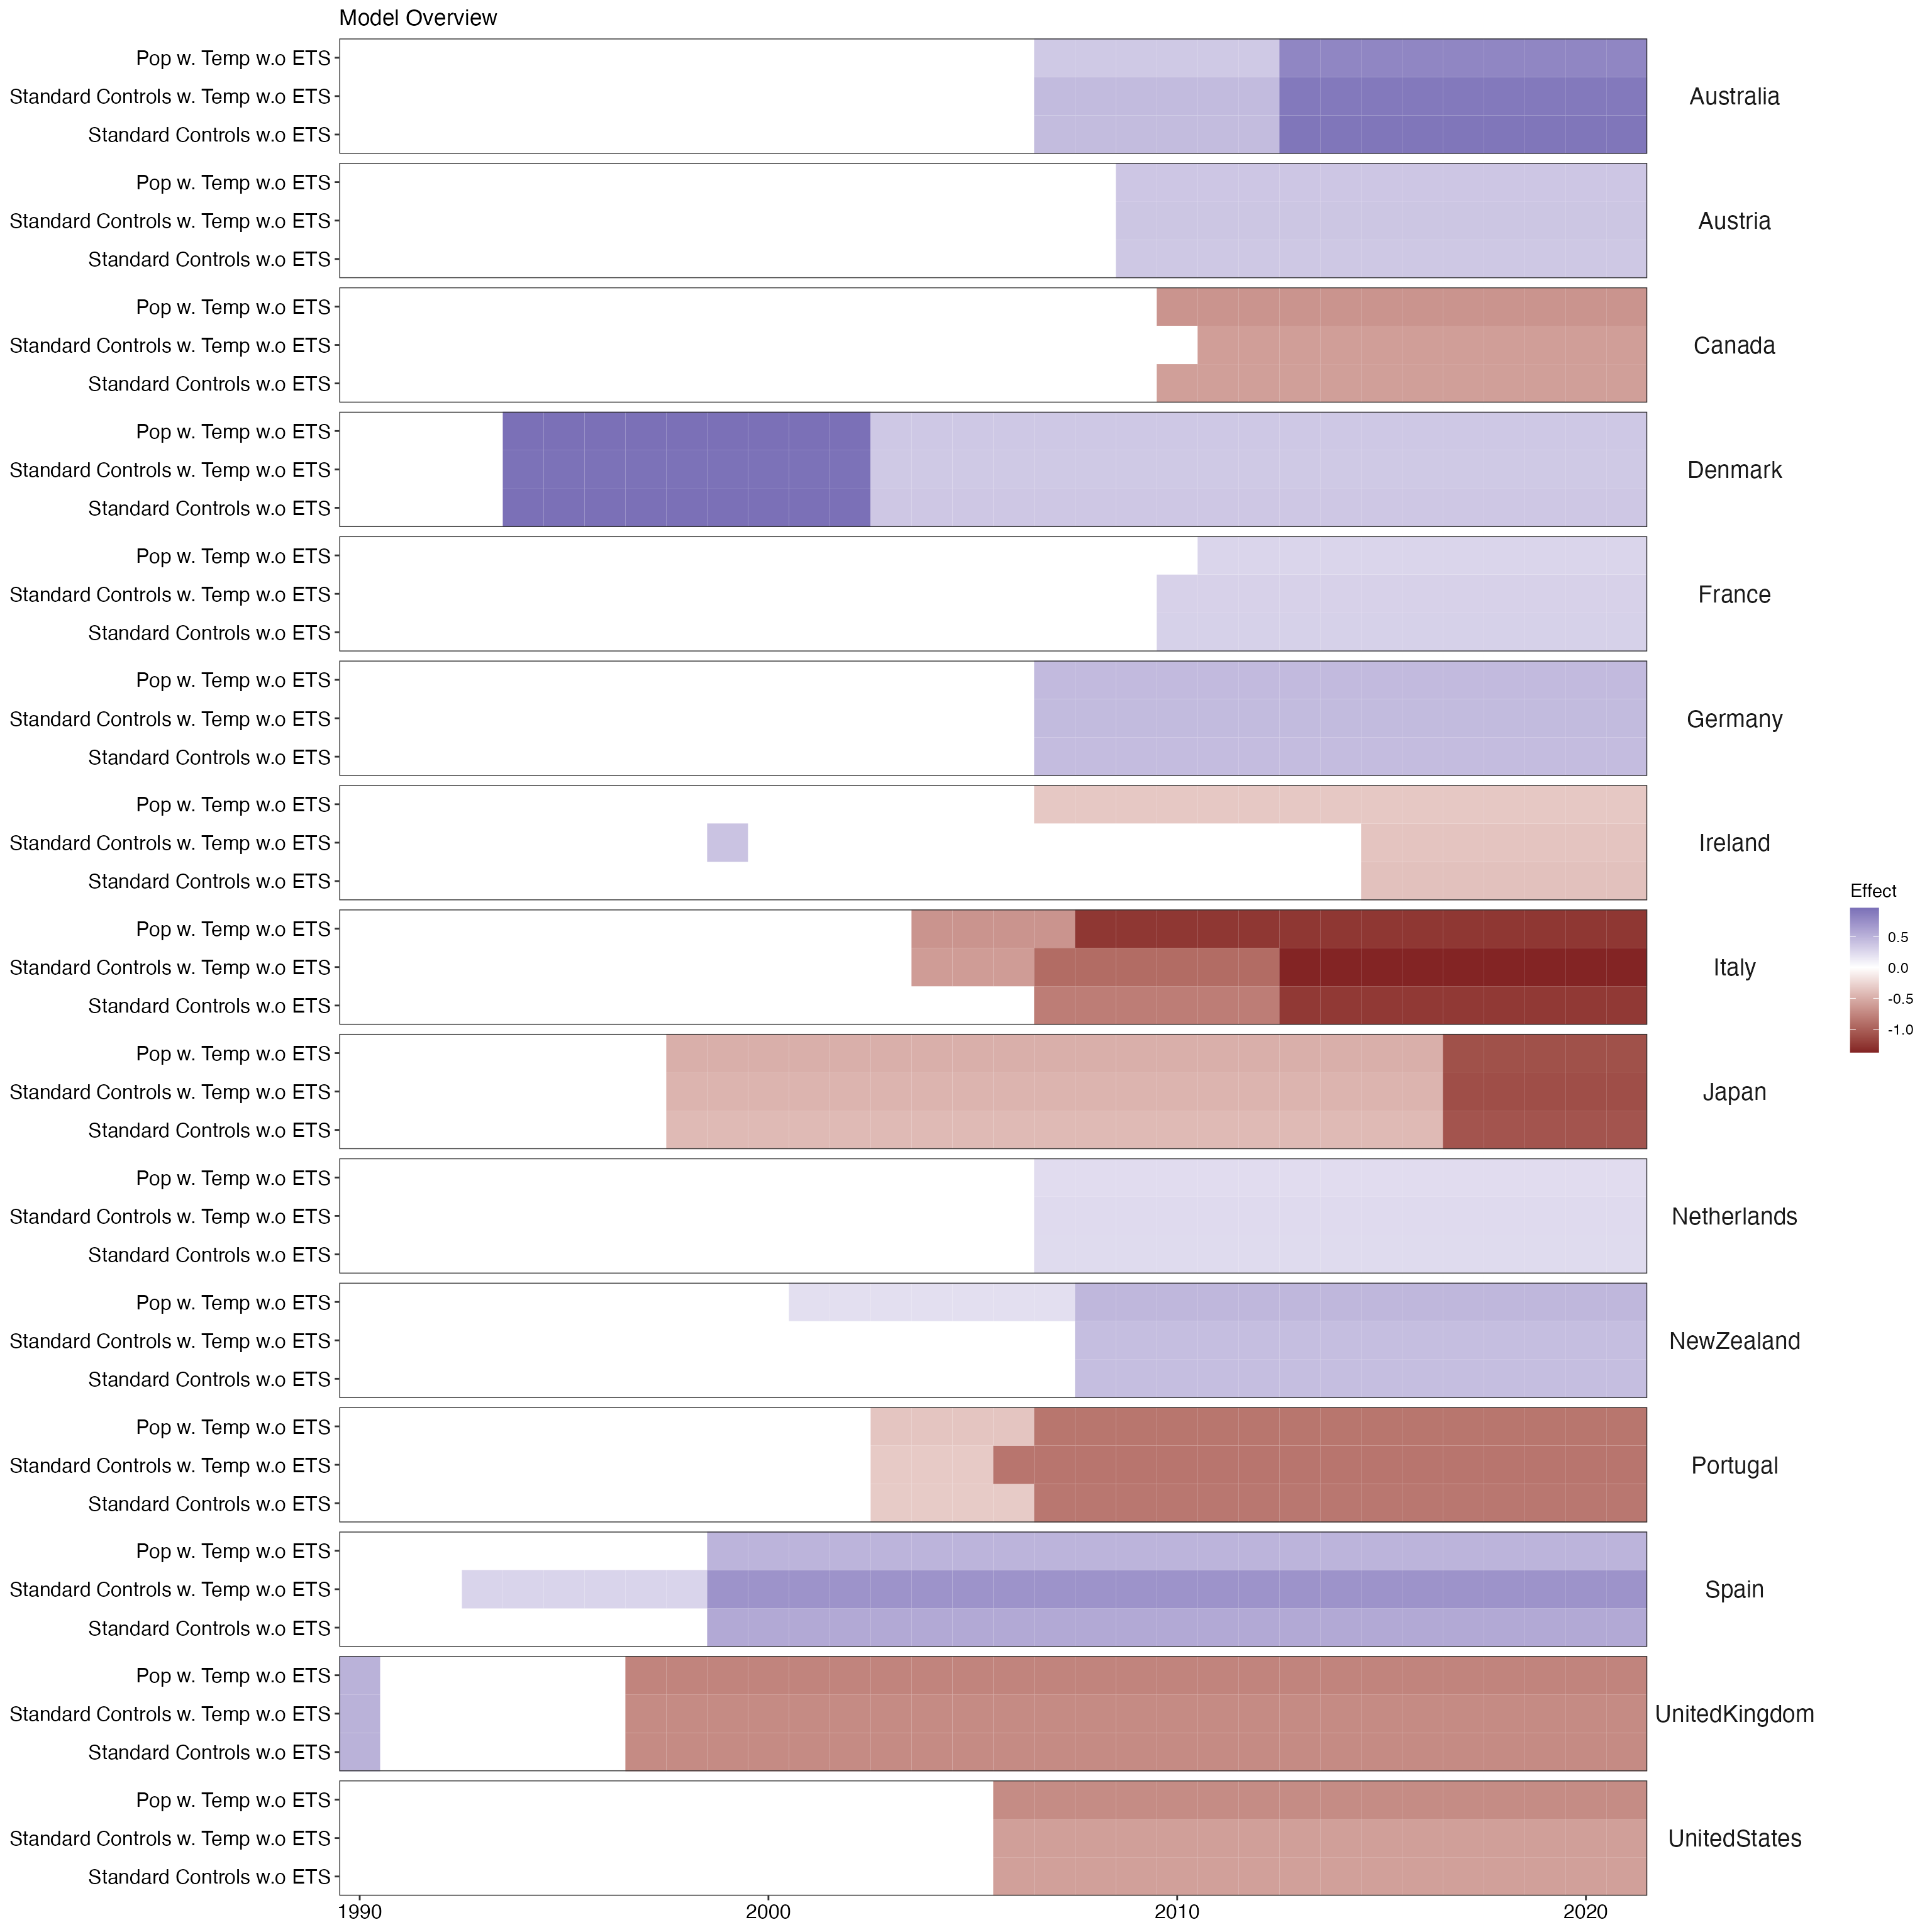 Model Overview
Pop w. Temp w.o ETS
Standard Controls w. Temp w.o ETS
Standard Controls w.o ETS
Australia
Pop w. Temp w.o ETS
Standard Controls w. Temp w.o ETS
Standard Controls w.o ETS
Austria
Pop w. Temp w.o ETS
Standard Controls w. Temp w.o ETS
Standard Controls w.o ETS
Canada
Pop w. Temp w.o ETS
Standard Controls w. Temp w.o ETS
Standard Controls w.o ETS
Denmark
Pop w. Temp w.o ETS
Standard Controls w. Temp w.o ETS
Standard Controls w.o ETS
France
Pop w. Temp w.o ETS
Standard Controls w. Temp w.o ETS
Standard Controls w.o ETS
Germany
Pop w. Temp w.o ETS
Standard Controls w. Temp w.o ETS
Standard Controls w.o ETS
Ireland
Pop w. Temp w.o ETS
Standard Controls w. Temp w.o ETS
Standard Controls w.o ETS
Italy
Pop w. Temp w.o ETS
Standard Controls w. Temp w.o ETS
Standard Controls w.o ETS
Japan
Pop w. Temp w.o ETS
Standard Controls w. Temp w.o ETS
Standard Controls w.o ETS
Netherlands
Pop w. Temp w.o ETS
Standard Controls w. Temp w.o ETS
Standard Controls w.o ETS
NewZealand
Pop w. Temp w.o ETS
Standard Controls w. Temp w.o ETS
Standard Controls w.o ETS
Portugal
Pop w. Temp w.o ETS
Standard Controls w. Temp w.o ETS
Standard Controls w.o ETS
Spain
Pop w. Temp w.o ETS
Standard Controls w. Temp w.o ETS
Standard Controls w.o ETS
UnitedKingdom
Pop w. Temp w.o ETS
Standard Controls w. Temp w.o ETS
Standard Controls w.o ETS
UnitedStates
1990 2000 2010 2020
Effect
0.5
0.0
-0.5
-1.0